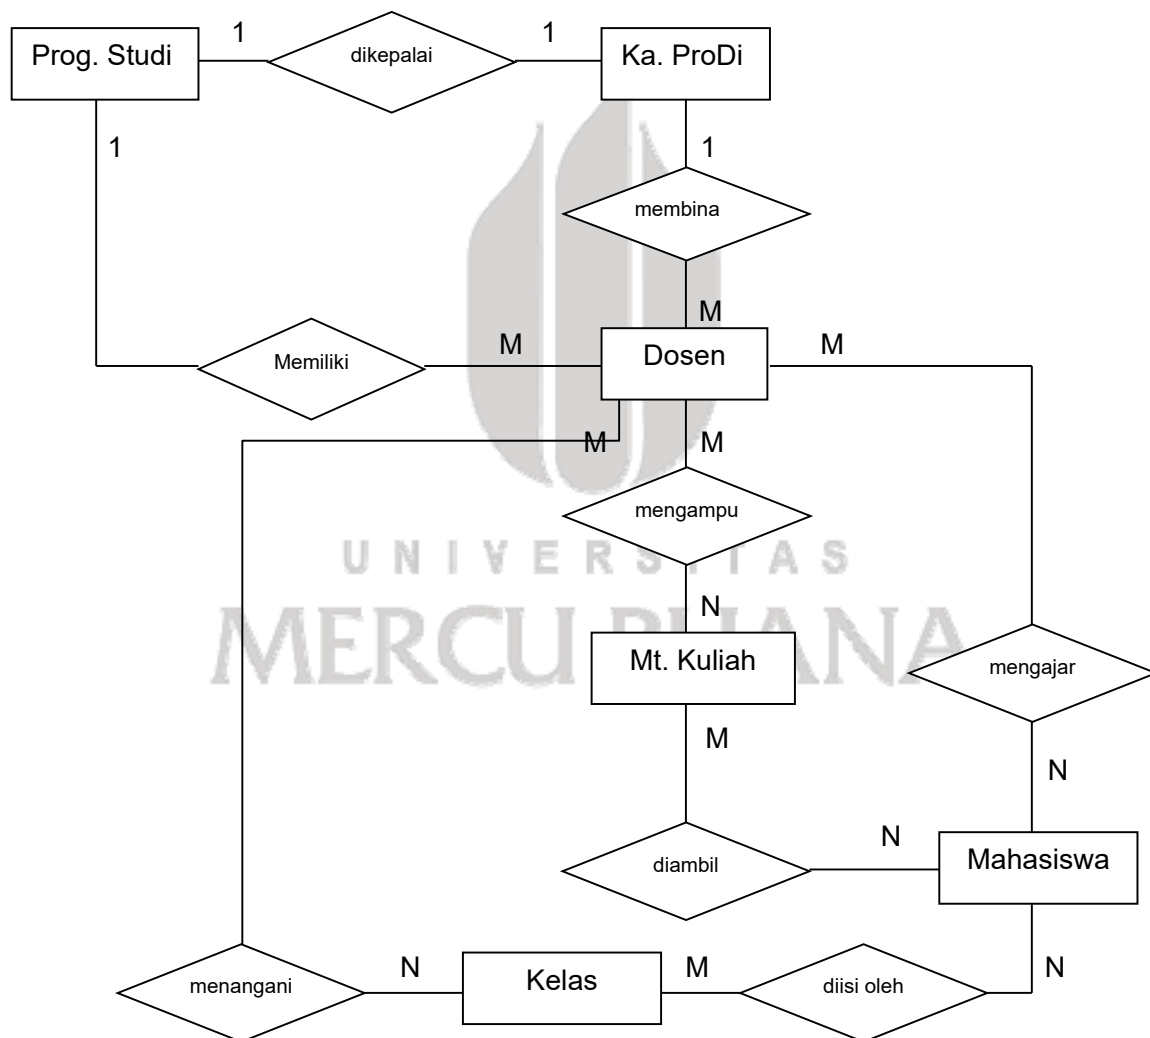 Prog. Studi
1
dikepalai
1
Ka. ProDi
1
1
membina
M
Memiliki
M
Dosen
M
M
M
mengampu
UNIVERSITAS
N
MERCU BUANA
Mt. Kuliah
mengajar
M
N
diambil
N
Mahasiswa
menangani
N
Kelas
M
diisi oleh
N